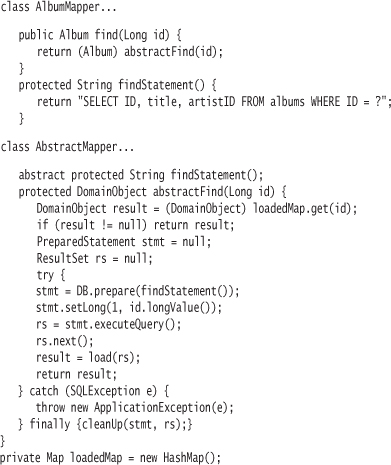 class AlbumMapper...
public Album find(Long id) {
return (Album) abstractFind(id);
}
protected String findStatement() {
return "SELECT ID, title, artistID FROM albums WHERE ID = ?";
}
class AbstractMapper...
abstract protected String findStatement();
protected DomainObject abstractFind(Long id) {
DomainObject result = (DomainObject) loadedMap.get(id);
if (result != null) return result;
PreparedStatement stmt = null;
ResultSet rs = null;
try {
stmt = DB.prepare(findStatement());
stmt.setLong(1, id.longValue());
rs = stmt.executeQuery();
rs.next();
result = load(rs);
return result;
} catch (SQLException e) {
throw new ApplicationException(e);
} finally {cleanUp(stmt, rs);}
}
private Map loadedMap = new HashMap();